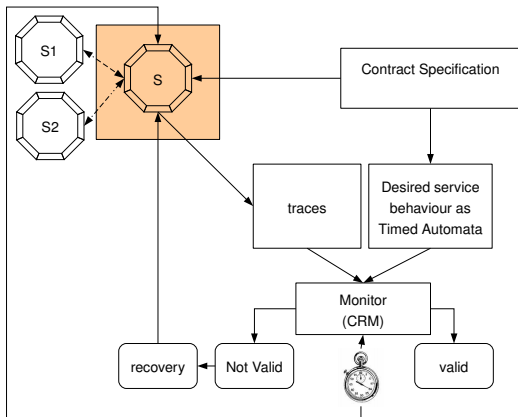 S1
S
S2
Contract Specification
traces
Desired service
behaviour as
Timed Automata
Monitor
(CRM)
recovery
Not Valid
valid